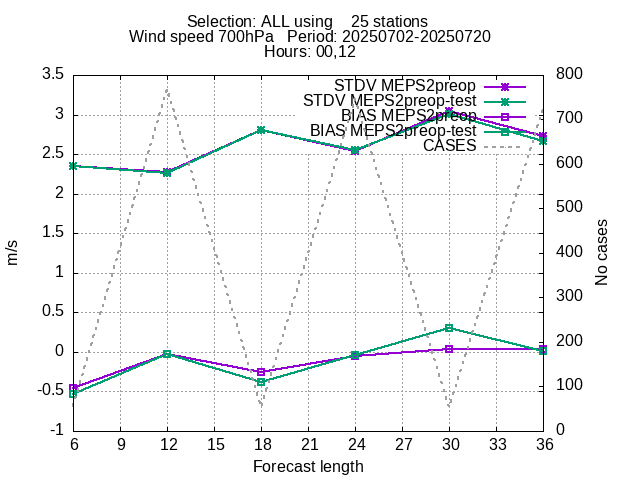 Selection: ALL using    25 stations
Wind speed 700hPa   Period: 20250702-20250720
Hours: 00,12
STDV MEPS2preop
STDV MEPS2preop-test
BIAS MEPS2preop
BIAS MEPS2preop-test
CASES
3.5
3
2.5
2
1.5
1
0.5
0
-0.5
-1
m/s
800
700
600
500
400
300
200
100
0
No cases
6 9 12 15 18 21 24 27 30 33 36
Forecast length